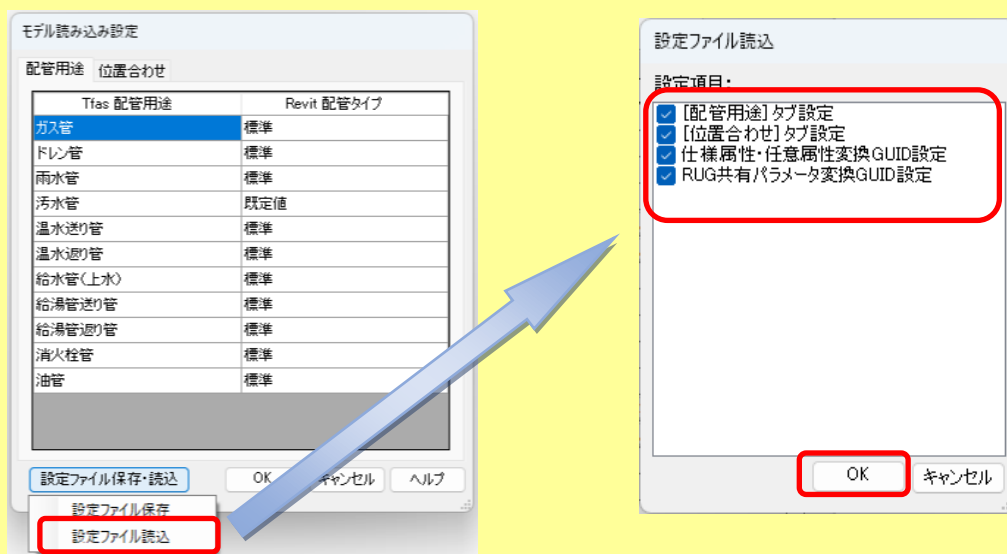 モデル読み込み設定
配管用途 位置合わせ
Tfas 配管用途 Revit 配管タイプ
ガス管 標準
ドレン管 標準
雨水管 標準
汚水管 既定値
温水送り管 標準
温水返り管 標準
給水管(上水) 標準
給湯管送り管 標準
給湯管返り管 標準
消火栓管 標準
油管 標準
設定ファイル保存・読込 OK キャンセル ヘルプ
設定ファイル保存
設定ファイル読込
設定ファイル読込
設定項目:
[配管用途]タブ設定
[位置合わせ]タブ設定
仕様属性・任意属性変換GUID設定
RUG共有パラメータ変換GUID設定
OK キャンセル